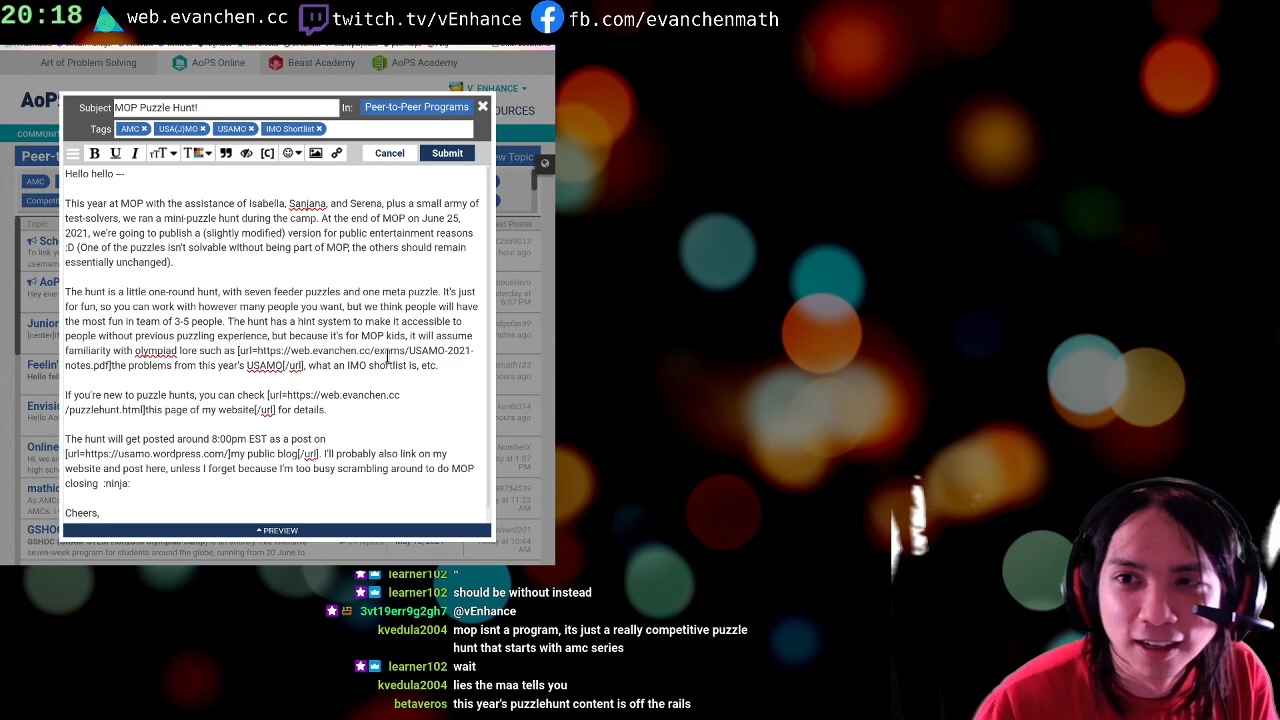 20:18 web.evanchen.cc twitch.tv/vEnhance fb.com/evanchenmath
Art of Problem Solving AoPS Online Beast Academy AoPS Academy
V_ENHANCE
Subject MOP Puzzle Hunt! In: Peer-to-Peer Programs
Tags AMC USA(J)MO USAMO IMO Shortlist
B U I Cancel Submit
Hello hello ---
This year at MOP with the assistance of Isabella, Sanjana, and Serena, plus a small army of
test-solvers, we ran a mini-puzzle hunt during the camp. At the end of MOP on June 25,
2021, we're going to publish a (slightly modified) version for public entertainment reasons
:D (One of the puzzles isn't solvable without being part of MOP, the others should remain
essentially unchanged).
The hunt is a little one-round hunt, with seven feeder puzzles and one meta puzzle. It's just
for fun, so you can work with however many people you want, but we think people will have
the most fun in team of 3-5 people. The hunt has a hint system to make it accessible to
people without previous puzzling experience, but because it's for MOP kids, it will assume
familiarity with olympiad lore such as [url=https://web.evanchen.cc/exams/USAMO-2021-
notes.pdf]the problems from this year's USAMO[/url], what an IMO shortlist is, etc.
If you're new to puzzle hunts, you can check [url=https://web.evanchen.cc
/puzzlehunt.html]this page of my website[/url] for details.
The hunt will get posted around 8:00pm EST as a post on
[url=https://usamo.wordpress.com/]my public blog[/url]. I'll probably also link on my
website and post here, unless I forget because I'm too busy scrambling around to do MOP
closing :ninja:
Cheers,
PREVIEW
learner102 ^
learner102 should be without instead
3vt19err9g2gh7 @vEnhance
kvedula2004 mop isnt a program, its just a really competitive puzzle
hunt that starts with amc series
learner102 wait
kvedula2004 lies the maa tells you
betaveros this year's puzzlehunt content is off the rails